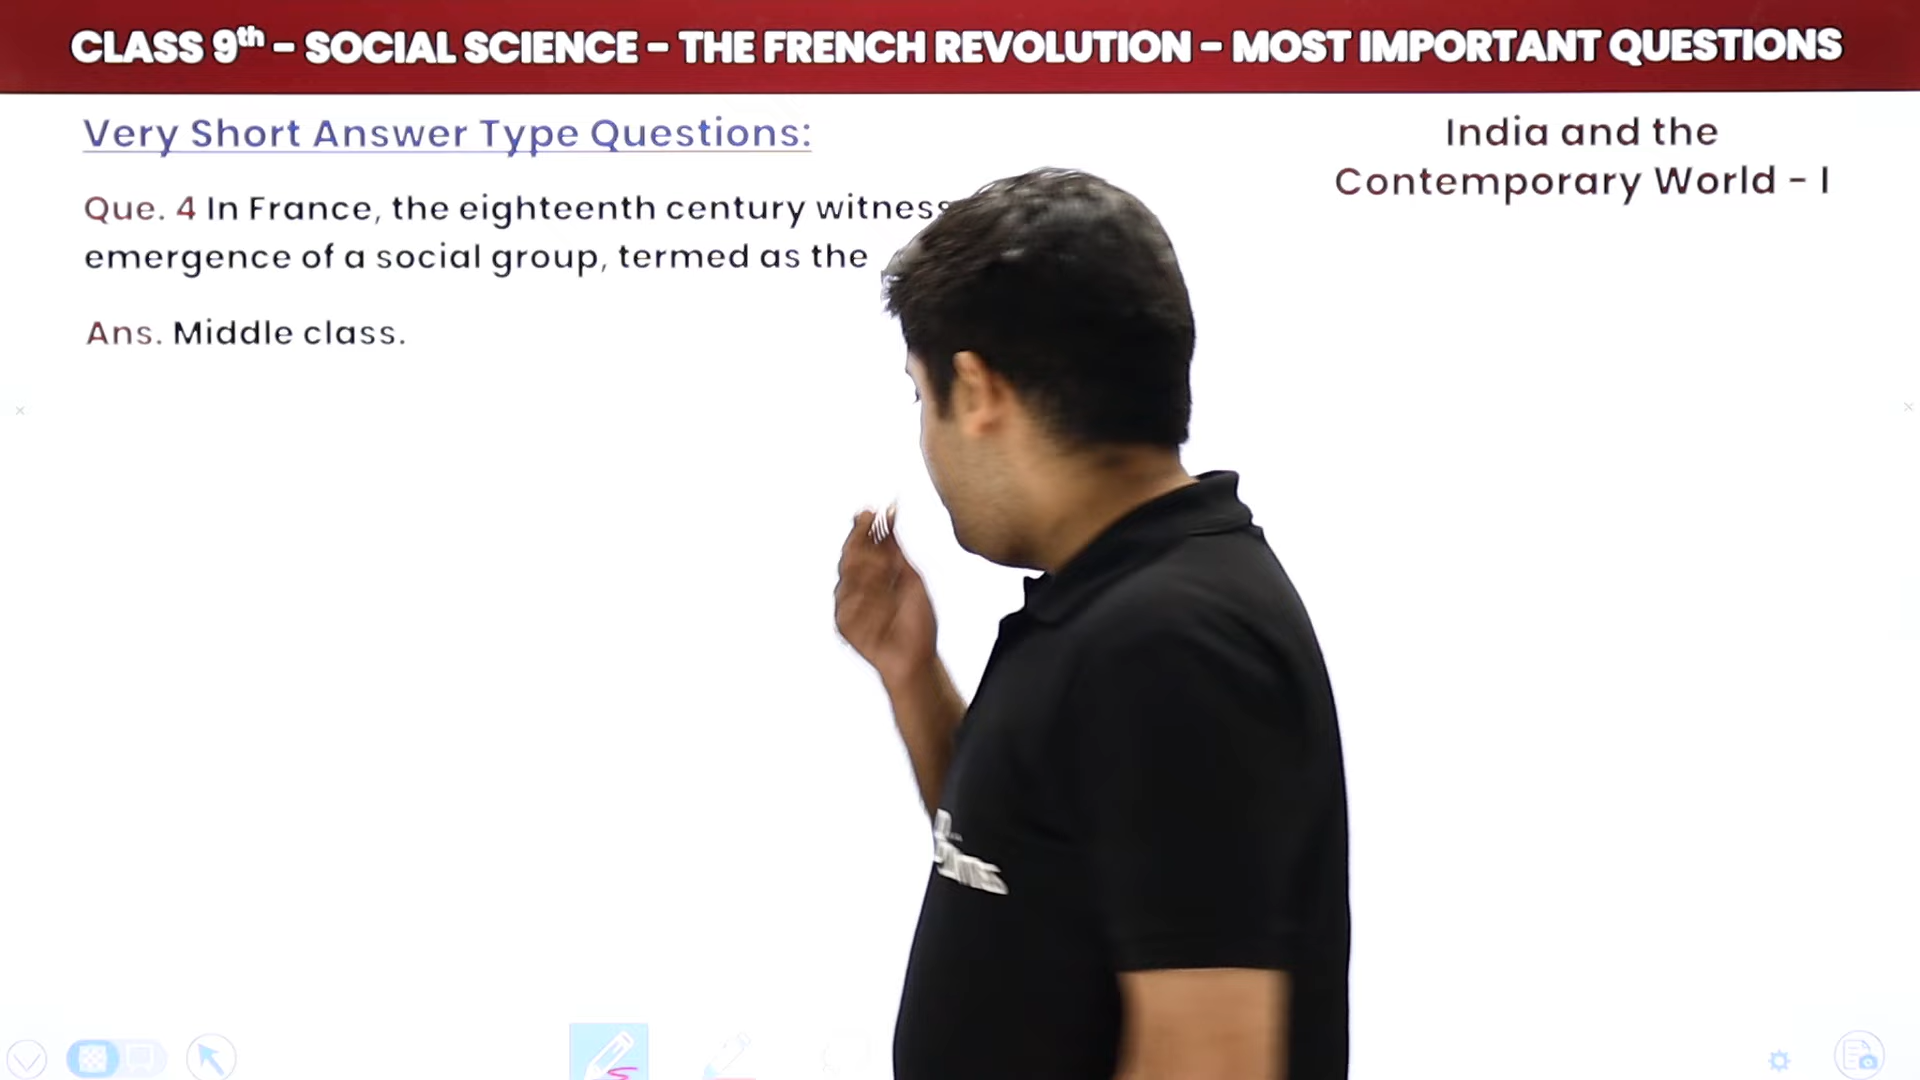 CLASS 9th – SOCIAL SCIENCE – THE FRENCH REVOLUTION – MOST IMPORTANT QUESTIONS
Very Short Answer Type Questions:
India and the
Contemporary World - I
Que. 4 In France, the eighteenth century
emergence of a social group, termed as the
Ans. Middle class.